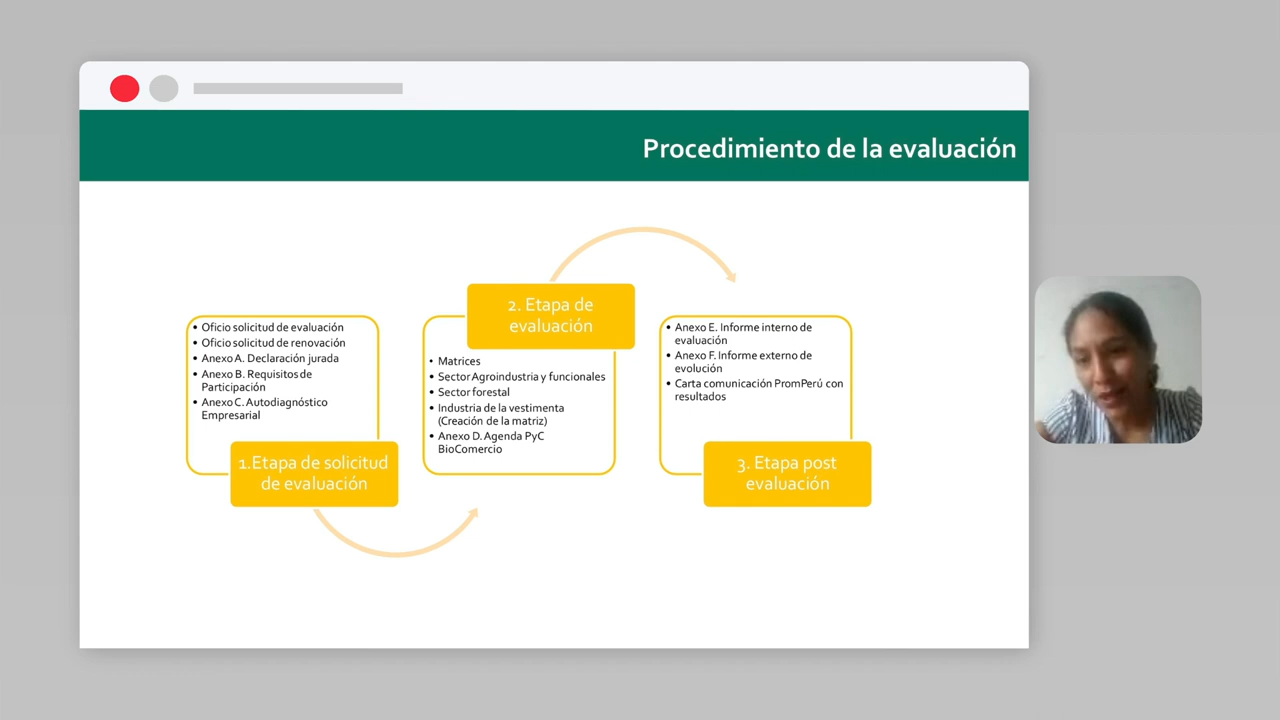 Procedimiento de la evaluación
• Oficio solicitud de evaluación
• Oficio solicitud de renovación
• Anexo A. Declaración jurada
• Anexo B. Requisitos de
Participación
• Anexo C. Autodiagnóstico
Empresarial
1.Etapa de solicitud
de evaluación
2. Etapa de
evaluación
• Matrices
• Sector Agroindustria y funcionales
• Sector forestal
• Industria de la vestimenta
(Creación de la matriz)
• Anexo D. Agenda PyC
BioComercio
• Anexo E. Informe interno de
evaluación
• Anexo F. Informe externo de
evolución
• Carta comunicación PromPerú con
resultados
3. Etapa post
evaluación